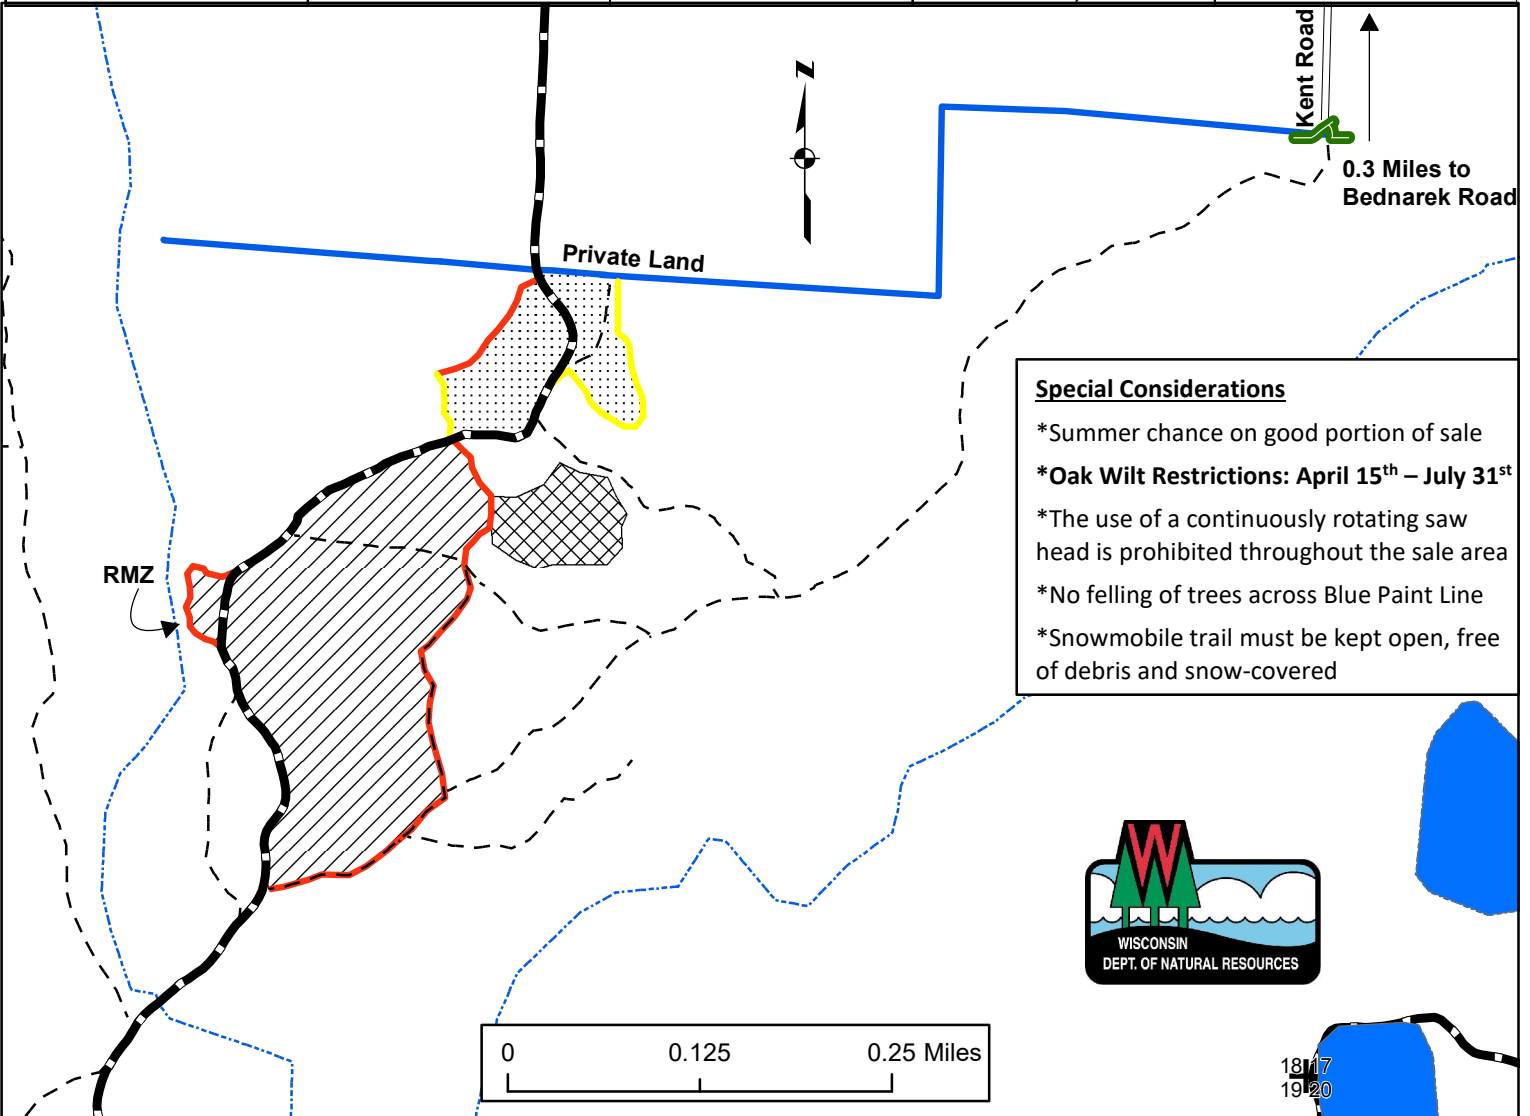 Kent Road
N
0.3 Miles to
Bednarek Road
Private Land
Special Considerations
*Summer chance on good portion of sale
*Oak Wilt Restrictions: April 15th – July 31st
*The use of a continuously rotating saw
head is prohibited throughout the sale area
*No felling of trees across Blue Paint Line
*Snowmobile trail must be kept open, free
of debris and snow-covered
RMZ
W
WISCONSIN
DEPT. OF NATURAL RESOURCES
0 0.125 0.25 Miles
18 17
19 20